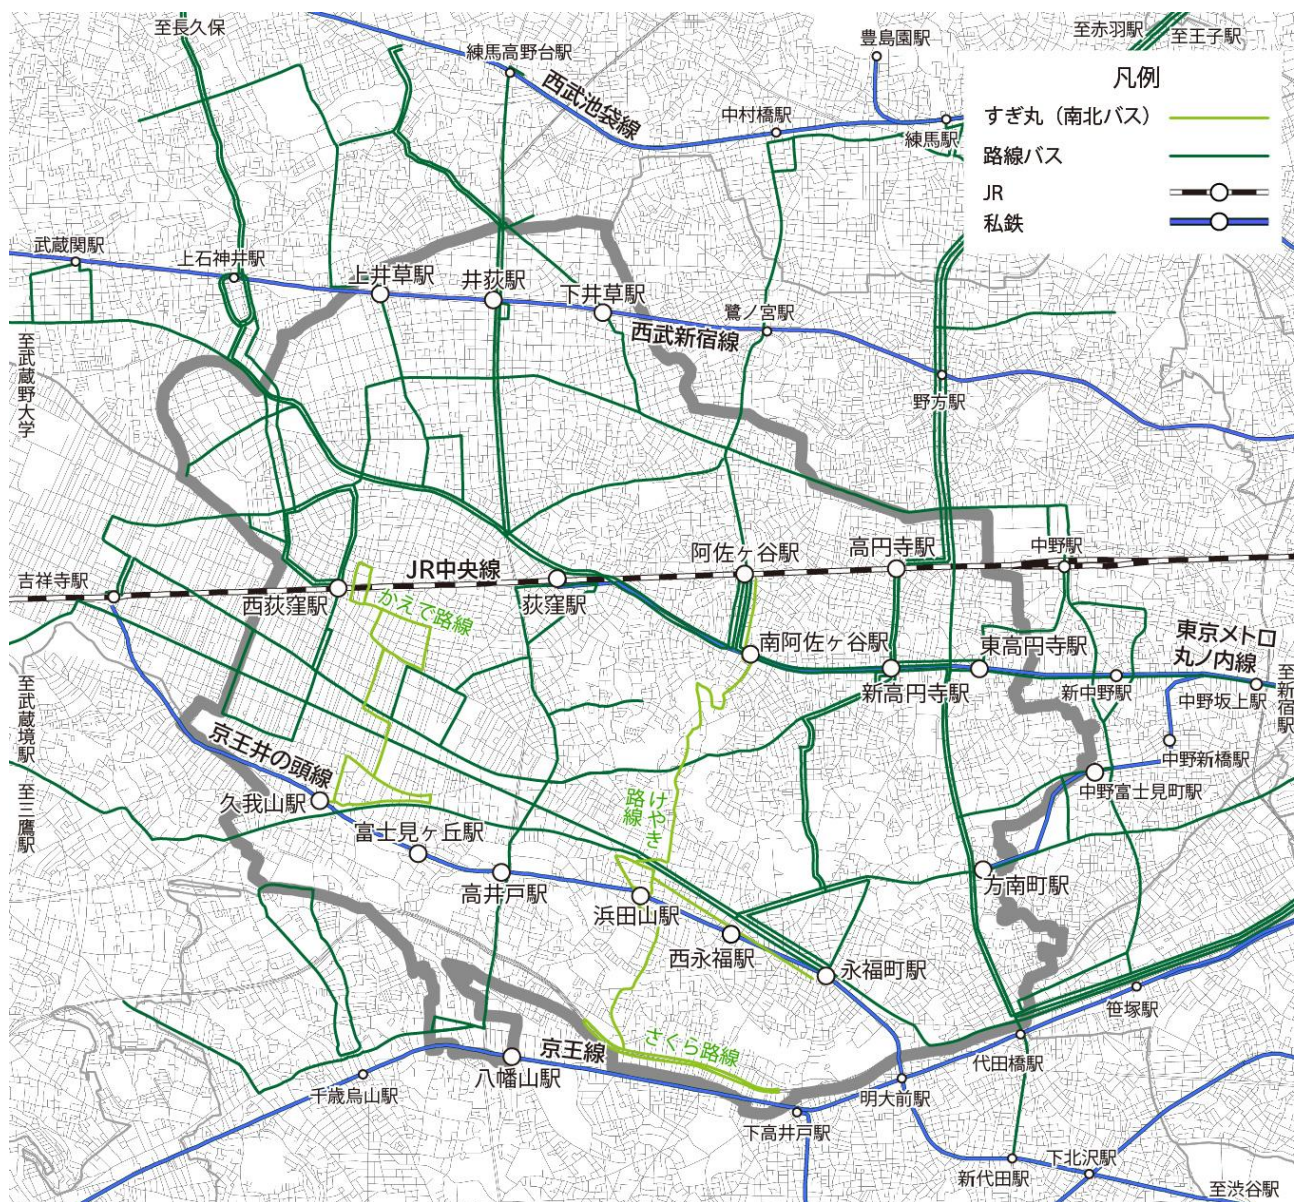 至長久保
練馬高野台駅
豊島園駅
至赤羽駅
至王子駅
凡例
すぎ丸（南北バス）
路線バス
JR
私鉄
西武池袋線
中村橋駅
練馬駅
武蔵関駅
上石神井駅
上井草駅
井荻駅
下井草駅
鷺ノ宮駅
西武新宿線
至武蔵野大学
野方駅
吉祥寺駅
西荻窪駅
JR中央線
荻窪駅
阿佐ヶ谷駅
高円寺駅
中野駅
かえで路線
南阿佐ヶ谷駅
東高円寺駅
東京メトロ
丸ノ内線
新高円寺駅
新中野駅
中野坂上駅
至新宿駅
至武蔵境駅
京王井の頭線
中野新橋駅
至三鷹駅
久我山駅
けやき
路線
中野富士見町駅
富士見ヶ丘駅
高井戸駅
浜田山駅
方南町駅
西永福駅
永福町駅
笹塚駅
京王線
さくら路線
代田橋駅
八幡山駅
千歳烏山駅
明大前駅
下高井戸駅
新代田駅
下北沢駅
至渋谷駅